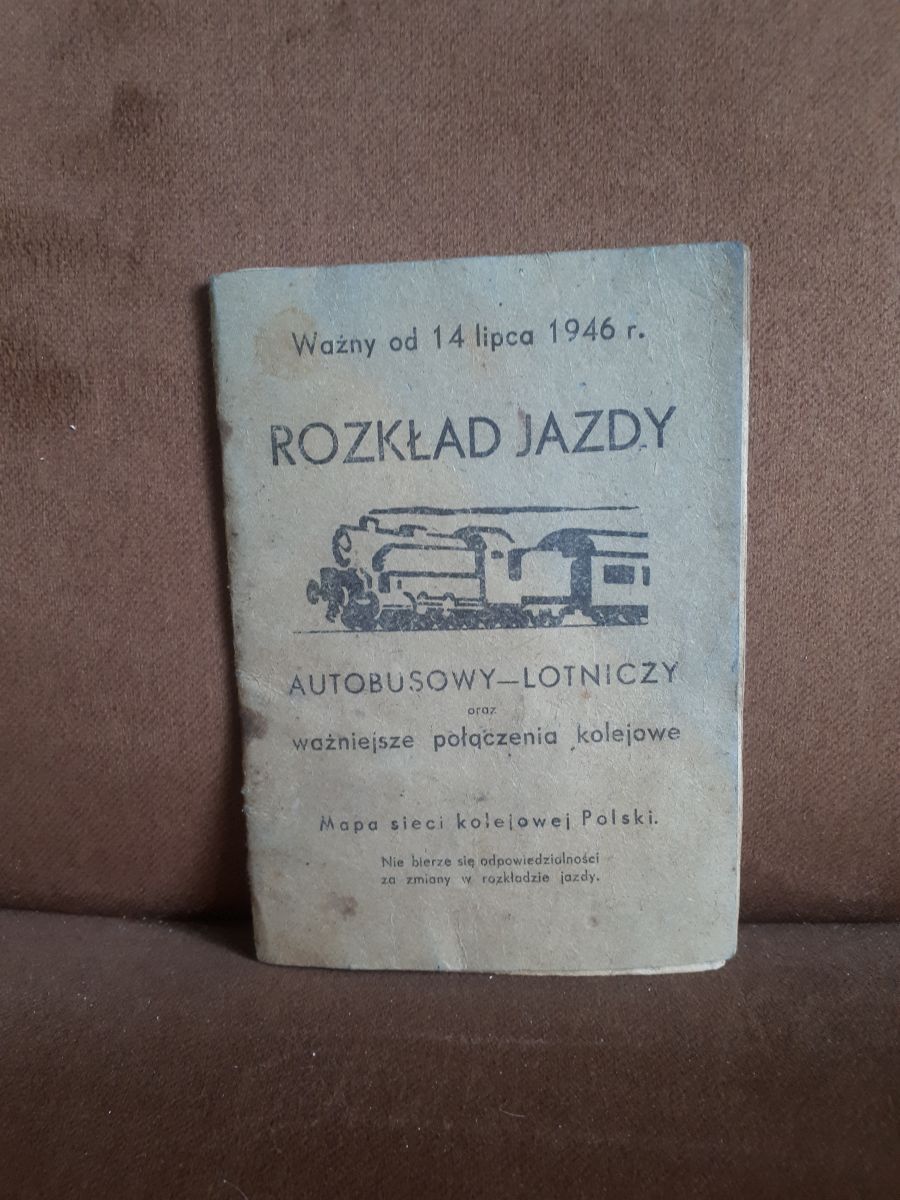 Ważny od 14 lipca 1946 r.
ROZKŁAD JAZDY
AUTOBUSOWY—LOTNICZY
oraz
ważniejsze połączenia kolejowe
Mapa sieci kolejowej Polski.
Nie bierze się odpowiedzialności
za zmiany w rozkładzie jazdy.